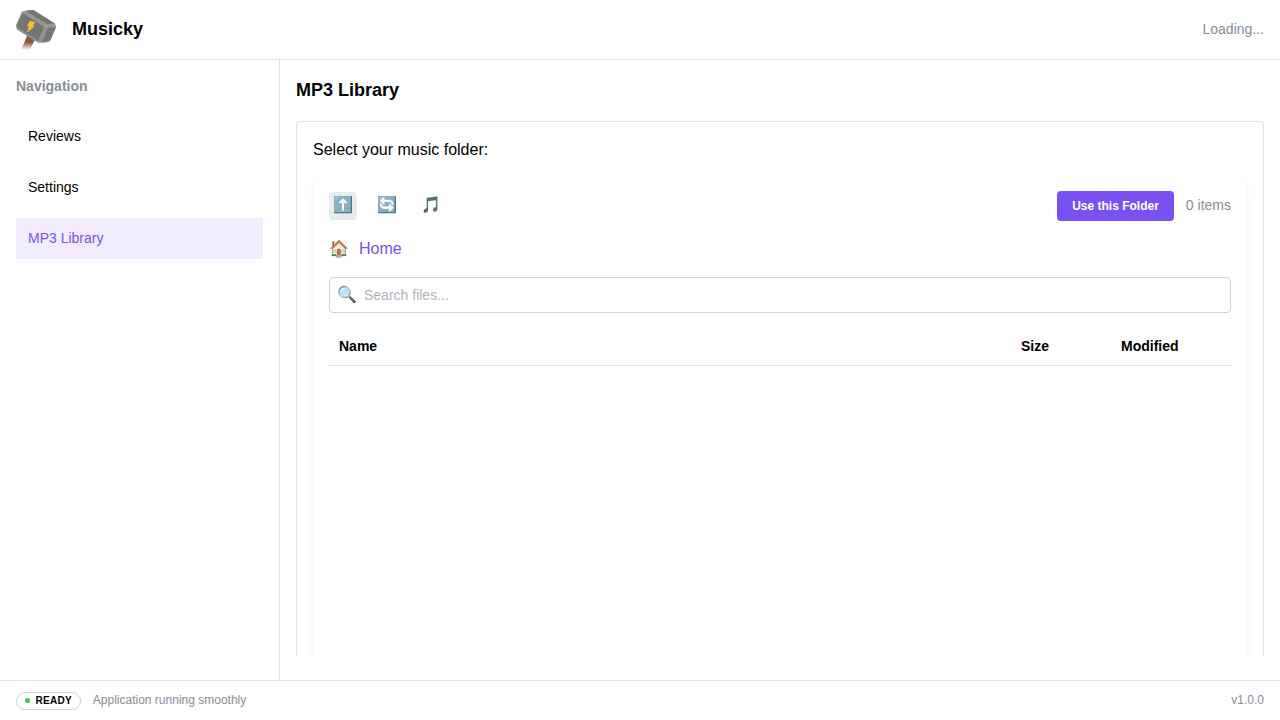 Musicky
Loading...
Navigation
Reviews
Settings
MP3 Library
MP3 Library
Select your music folder:
Use this Folder
0 items
Home
Search files...
Name Size Modified
READY
Application running smoothly
v1.0.0